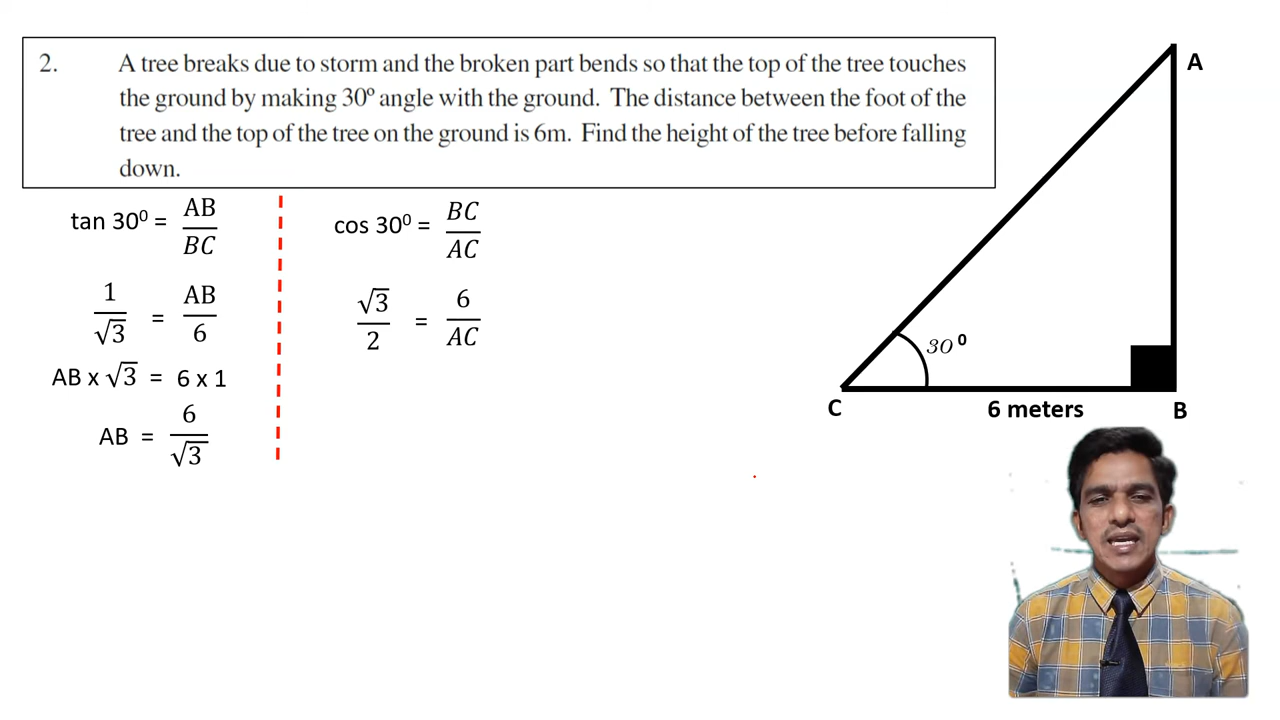 2. A tree breaks due to storm and the broken part bends so that the top of the tree touches
the ground by making 30º angle with the ground. The distance between the foot of the
tree and the top of the tree on the ground is 6m. Find the height of the tree before falling
down.
tan 30⁰ = AB/BC
1/√3 = AB/6
AB x √3 = 6 x 1
AB = 6/√3
cos 30⁰ = BC/AC
√3/2 = 6/AC
A
30⁰
C
6 meters
B